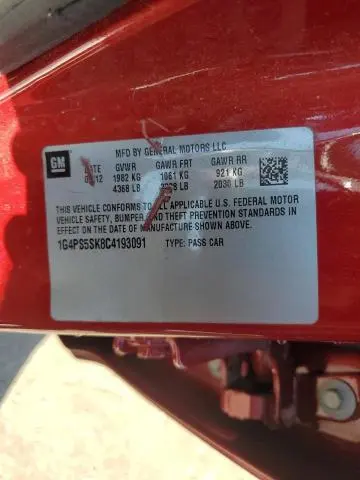 GM
MFD BY GENERAL MOTORS LLC
DATE GVWR GAWR FRT GAWR RR
1982 KG 1061 KG 921 KG
4368 LB LB 2030 LB
THIS VEHICLE CONFORMS TO ALL APPLICABLE U.S. FEDERAL MOTOR
VEHICLE SAFETY, BUMPER, AND THEFT PREVENTION STANDARDS IN
EFFECT ON THE DATE OF MANUFACTURE SHOWN ABOVE.
1G4PS5SK8C4193091 TYPE: PASS CAR